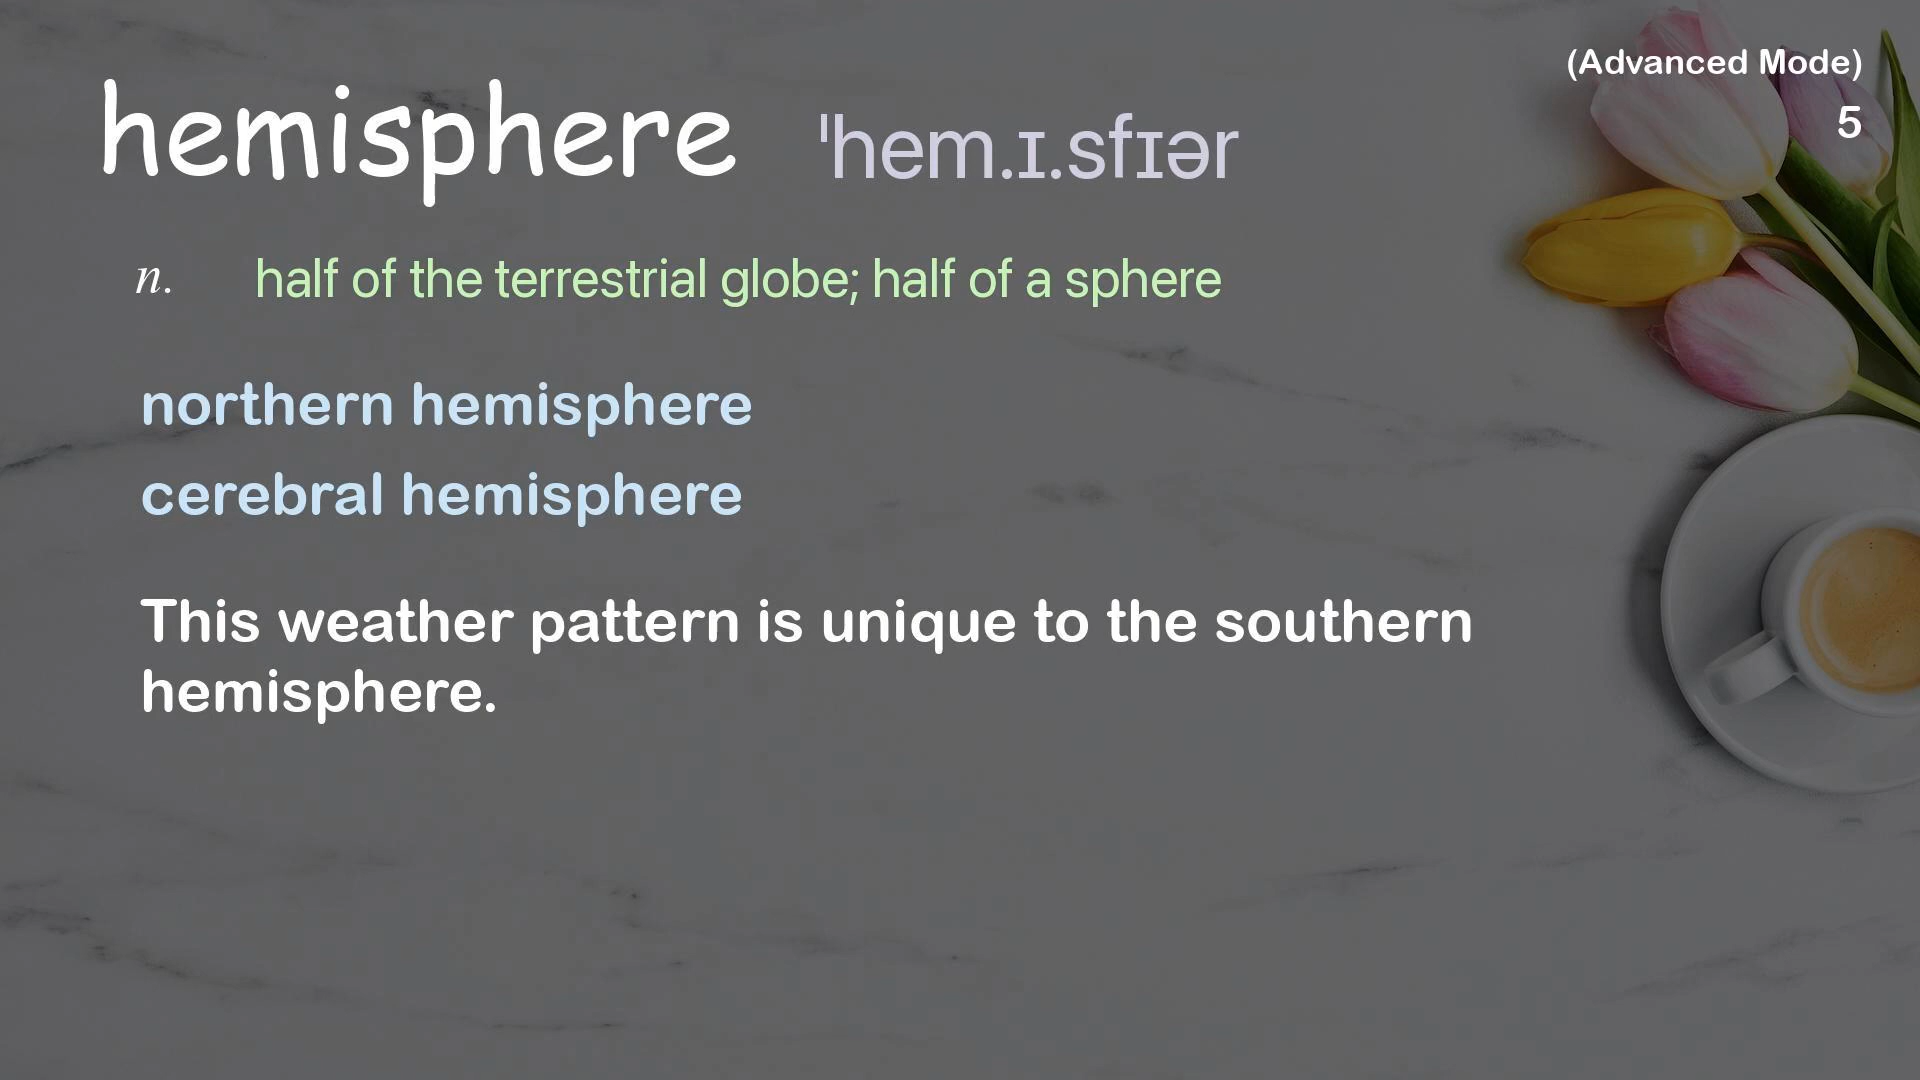 (Advanced Mode)
5
hemisphere ˈhem.ɪ.sfɪər
n. half of the terrestrial globe; half of a sphere
northern hemisphere
cerebral hemisphere
This weather pattern is unique to the southern
hemisphere.